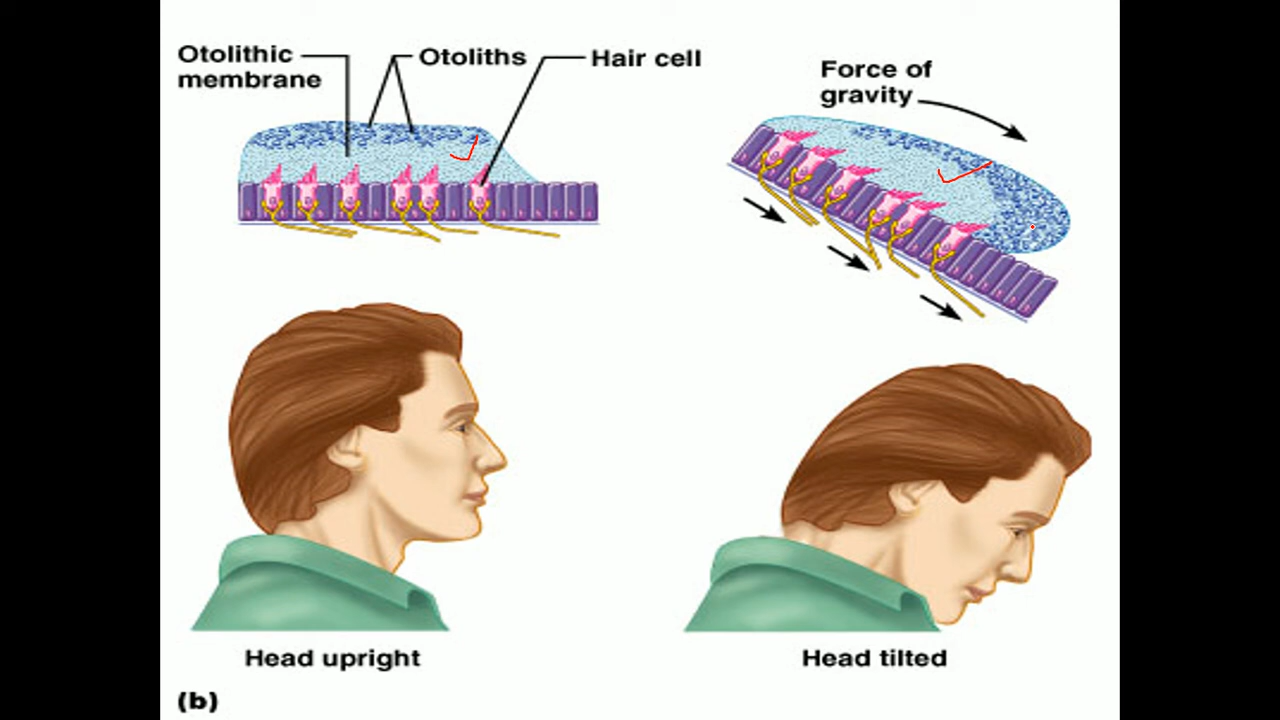 Otolithic
membrane
Otoliths
Hair cell
Force of
gravity
Head upright
Head tilted
(b)